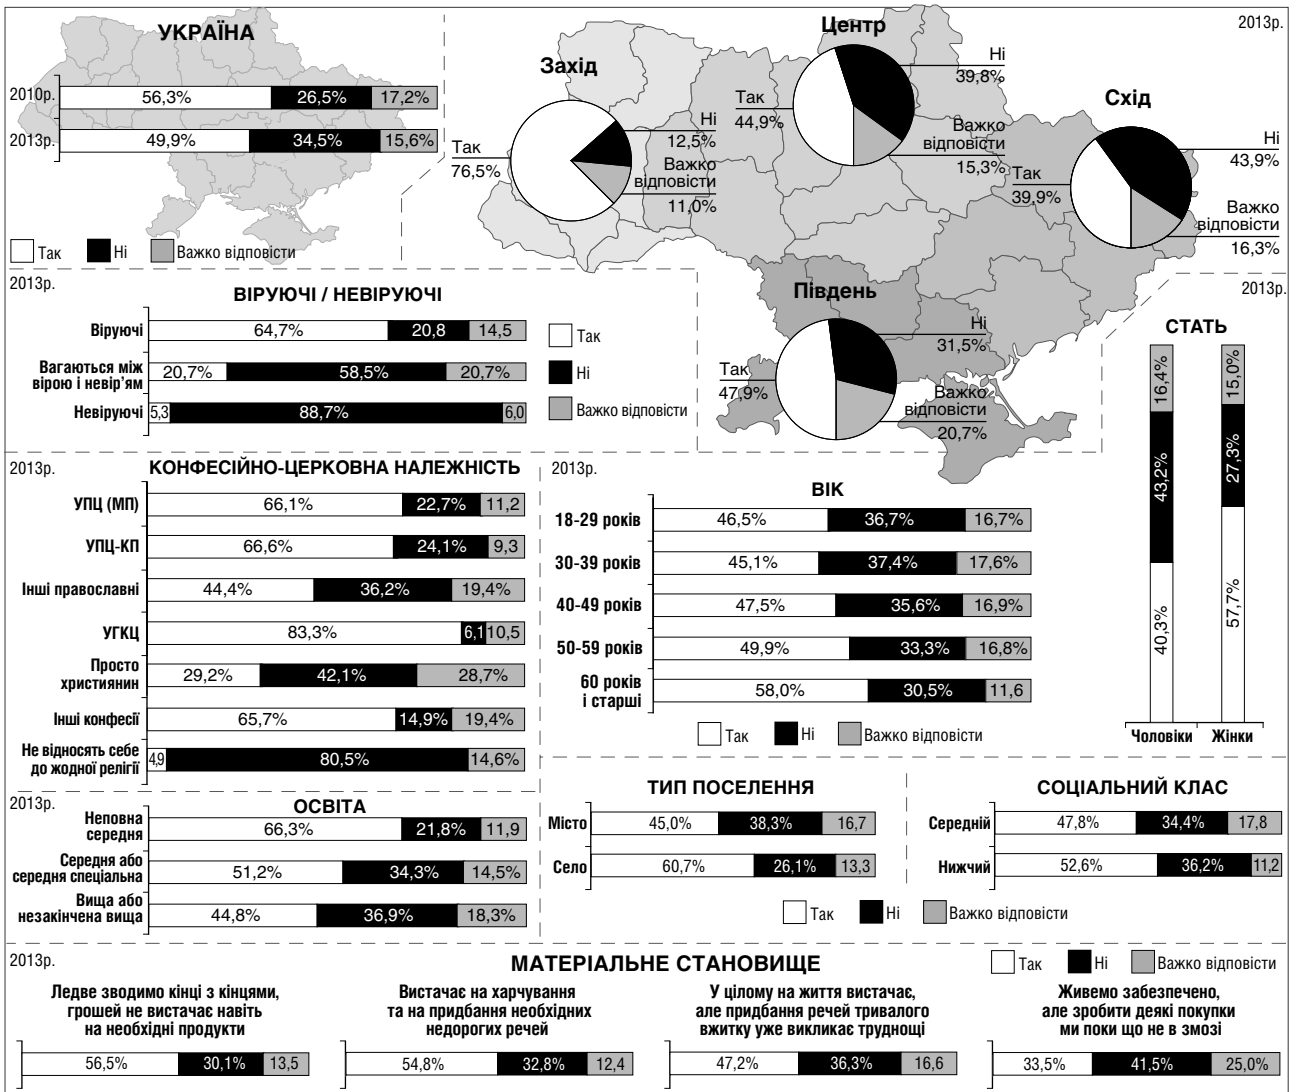 УКРАЇНА
2010р.
56,3%
26,5%
17,2%
2013р.
49,9%
34,5%
15,6%
Так
Ні
Важко відповісти
2013р.
Захід
Так
76,5%
Ні
12,5%
Важко
відповісти
11,0%
Центр
Так
44,9%
Ні
39,8%
Важко
відповісти
15,3%
Схід
Так
39,9%
Ні
43,9%
Важко
відповісти
16,3%
Південь
Так
47,9%
Ні
31,5%
Важко
відповісти
20,7%
2013р.
ВІРУЮЧІ / НЕВІРУЮЧІ
Віруючі
64,7%
20,8
14,5
Вагаються між
вірою і невір’ям
20,7%
58,5%
20,7%
Невіруючі
5,3
88,7%
6,0
Так
Ні
Важко відповісти
2013р.
СТАТЬ
16,4%
43,2%
40,3%
Чоловіки
15,0%
27,3%
57,7%
Жінки
2013р.
КОНФЕСІЙНО-ЦЕРКОВНА НАЛЕЖНІСТЬ
УПЦ (МП)
66,1%
22,7%
11,2
УПЦ-КП
66,6%
24,1%
9,3
Інші православні
44,4%
36,2%
19,4%
УГКЦ
83,3%
6,1
10,5
Просто
християнин
29,2%
42,1%
28,7%
Інші конфесії
65,7%
14,9%
19,4%
Не відносять себе
до жодної релігії
4,9
80,5%
14,6%
2013р.
ВІК
18-29 років
46,5%
36,7%
16,7%
30-39 років
45,1%
37,4%
17,6%
40-49 років
47,5%
35,6%
16,9%
50-59 років
49,9%
33,3%
16,8%
60 років
і старші
58,0%
30,5%
11,6
Так
Ні
Важко відповісти
2013р.
ОСВІТА
Неповна
середня
66,3%
21,8%
11,9
Середня або
середня спеціальна
51,2%
34,3%
14,5%
Вища або
незакінчена вища
44,8%
36,9%
18,3%
ТИП ПОСЕЛЕННЯ
Місто
45,0%
38,3%
16,7
Село
60,7%
26,1%
13,3
СОЦІАЛЬНИЙ КЛАС
Середній
47,8%
34,4%
17,8
Нижчий
52,6%
36,2%
11,2
Так
Ні
Важко відповісти
2013р.
МАТЕРІАЛЬНЕ СТАНОВИЩЕ
Так
Ні
Важко відповісти
Ледве зводимо кінці з кінцями,
грошей не вистачає навіть
на необхідні продукти
56,5%
30,1%
13,5
Вистачає на харчування
та на придбання необхідних
недорогих речей
54,8%
32,8%
12,4
У цілому на життя вистачає,
але придбання речей тривалого
вжитку уже викликає труднощі
47,2%
36,3%
16,6
Живемо забезпечено,
але зробити деякі покупки
ми поки що не в змозі
33,5%
41,5%
25,0%